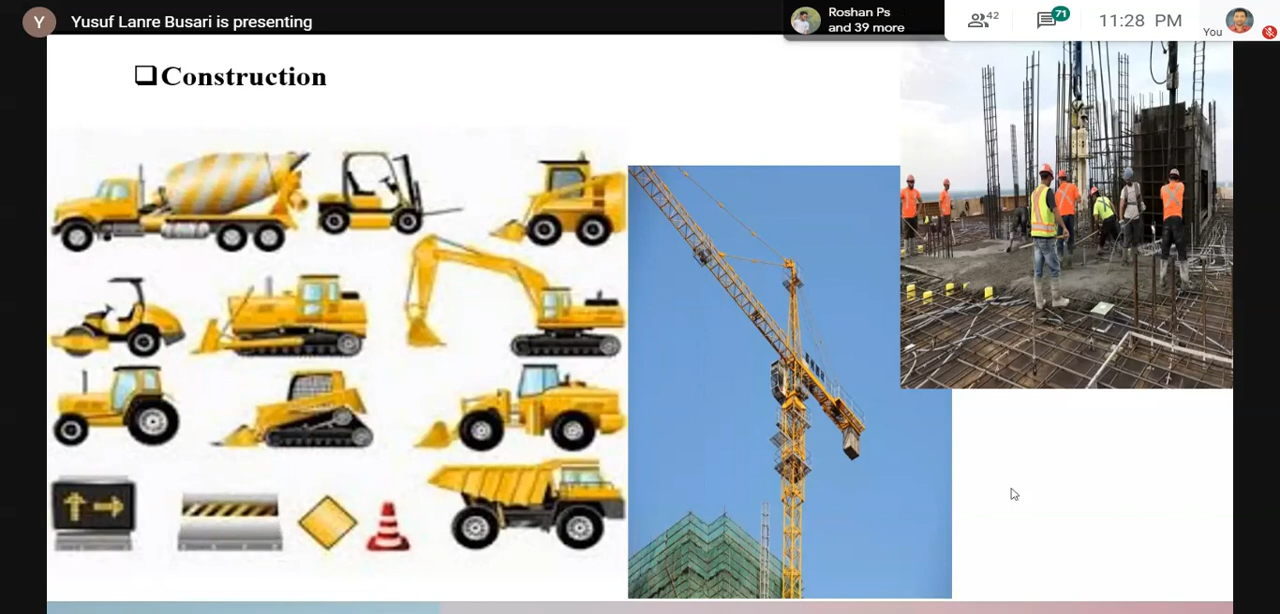 Y Yusuf Lanre Busari is presenting
Roshan Ps
and 39 more
42
71
11:28 PM
You
Construction